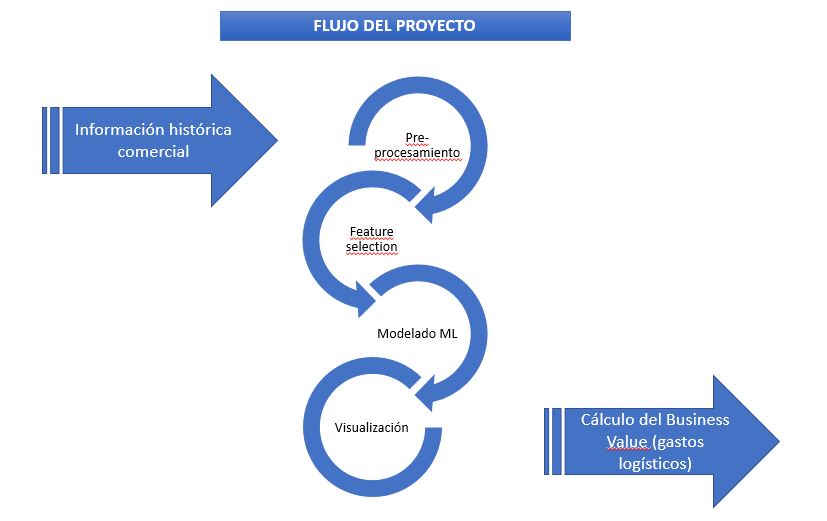 FLUJO DEL PROYECTO
Información histórica
comercial
Pre-
procesamiento
Feature
selection
Modelado ML
Visualización
Cálculo del Business
Value (gastos
logísticos)